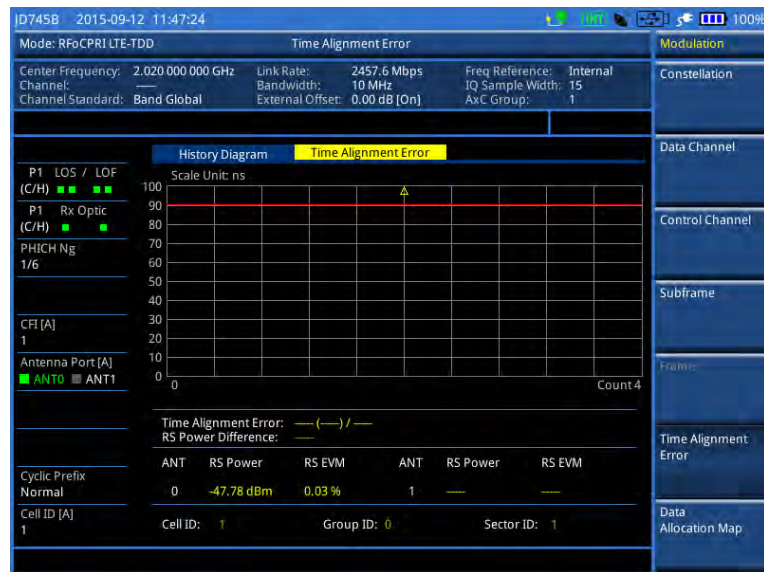 JD745B 2015-09-12 11:47:24 INT 100%
Mode: RFoCPRI LTE-TDD Time Alignment Error Modulation
Center Frequency: 2.020 000 000 GHz Link Rate: 2457.6 Mbps Freq Reference: Internal
Channel: ---- Bandwidth: 10 MHz IQ Sample Width: 15
Channel Standard: Band Global External Offset: 0.00 dB [On] AxC Group: 1
Constellation
Data Channel
Control Channel
Subframe
Frame
Time Alignment
Error
Data
Allocation Map
P1 LOS / LOF
(C/H)
P1 Rx Optic
(C/H)
PHICH Ng
1/6
CFI [A]
1
Antenna Port [A]
ANT0 ANT1
Cyclic Prefix
Normal
Cell ID [A]
1
History Diagram Time Alignment Error
Scale Unit: ns
100
90
80
70
60
50
40
30
20
10
0
0 Count 4
Time Alignment Error: ---- (----) / ----
RS Power Difference: ----
ANT RS Power RS EVM ANT RS Power RS EVM
0 -47.78 dBm 0.03 % 1 ---- ----
Cell ID: 1 Group ID: 0 Sector ID: 1